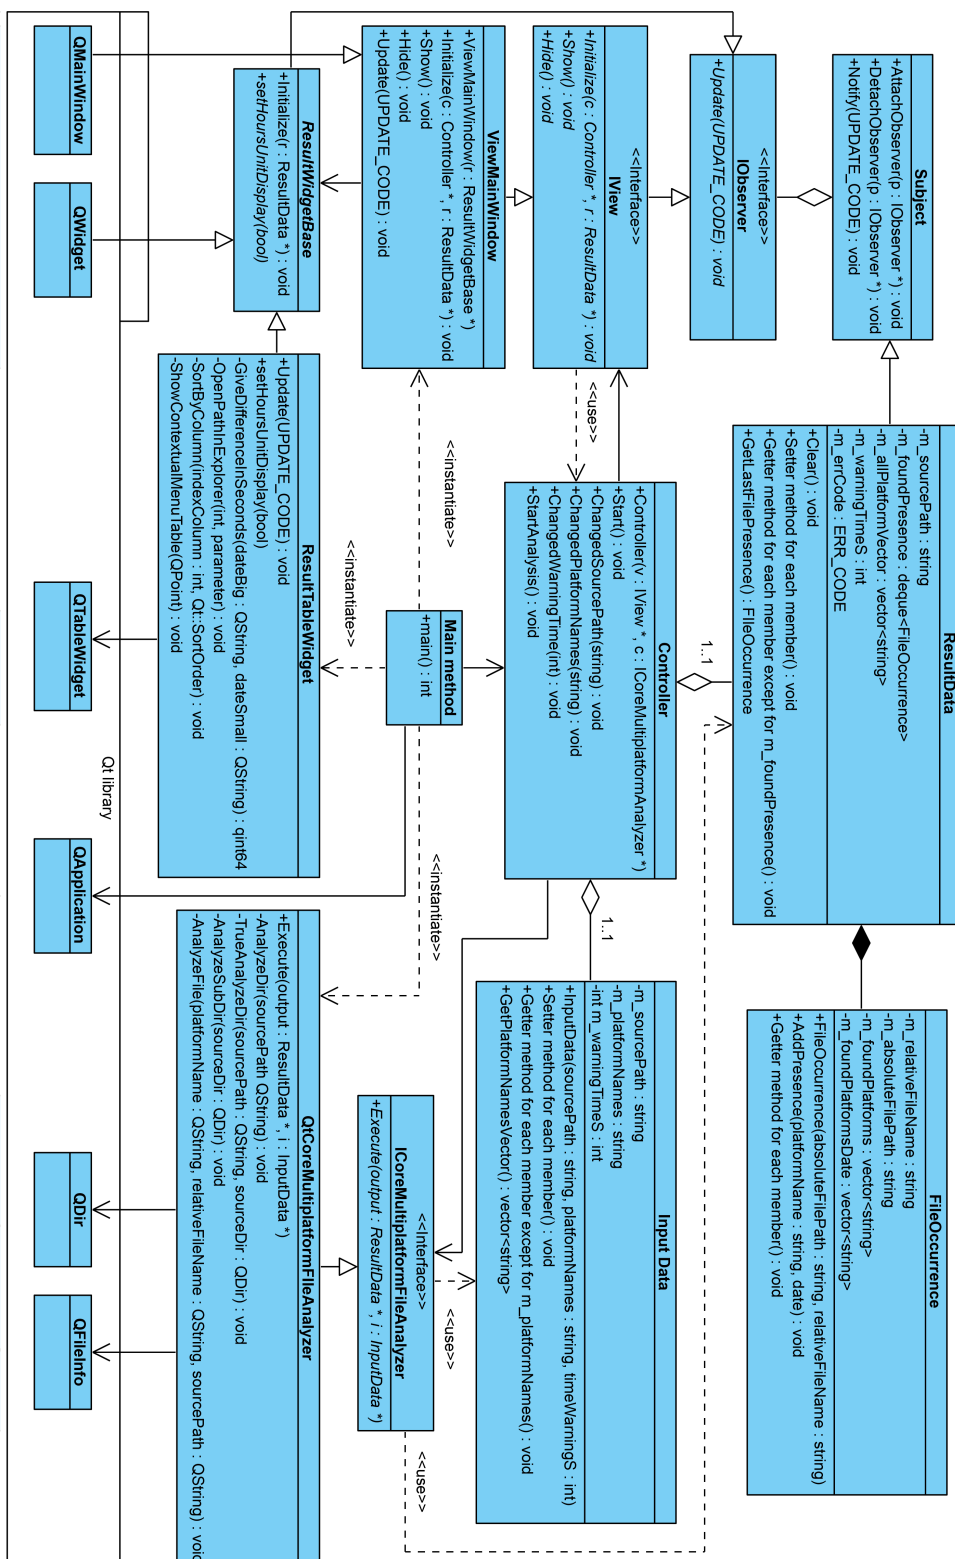 Subject
+AttachObserver(p : IObserver *) : void
+DetachObserver(p : IObserver *) : void
+Notify(UPDATE_CODE) : void
ResultData
-m_sourcePath : string
-m_foundPresence : deque<FileOccurrence>
-m_allPlatformVector : vector<string>
-m_warningTimeS : int
-m_errCode : ERR_CODE
+Clear() : void
+Setter method for each member() : void
+Getter method for each member except for m_foundPresence() : void
+GetLastFilePresence() : FIleOccurrence
FileOccurrence
-m_relativeFileName : string
-m_absoluteFilePath : string
-m_foundPlatforms : vector<string>
-m_foundPlatformsDate : vector<string>
+FileOccurrence(absoluteFilePath : string, relativeFileName : string)
+AddPresence(platformName : string, date) : void
+Getter method for each member() : void
<<Interface>>
IObserver
+Update(UPDATE_CODE) : void
1..1
<<Interface>>
IView
+Initialize(c : Controller *, r : ResultData *) : void
+Show() : void
+Hide() : void
<<use>>
Controller
+Controller(v : IView *, c : ICoreMultiplatformAnalyzer *)
+Start() : void
+ChangedSourcePath(string) : void
+ChangedPlatformNames(string) : void
+ChangedWarningTime(int) : void
+StartAnalysis() : void
1..1
Input Data
-m_sourcePath : string
-m_platformNames : string
-int m_warningTimeS : int
+InputData(sourcePath : string, platformNames : string, timeWarningS : int)
+Setter method for each member() : void
+Getter method for each member except for m_platformNames() : void
+GetPlatformNamesVector() : vector<string>
ViewMainWindow
+ViewMainWindow(r : ResultWidgetBase *)
+Initialize(c : Controller *, r : ResultData *) : void
+Show() : void
+Hide() : void
+Update(UPDATE_CODE) : void
<<instantiate>>
Main method
+main() : int
<<instantiate>>
<<instantiate>>
<<use>>
<<use>>
<<Interface>>
ICoreMultiplatformFileAnalyzer
+Execute(output : ResultData *, i : InputData *)
ResultWidgetBase
+Initialize(r : ResultData *) : void
+setHoursUnitDisplay(bool)
ResultTableWidget
+Update(UPDATE_CODE) : void
+setHoursUnitDisplay(bool)
-GiveDifferenceInSeconds(dateBig : QString, dateSmall : QString) : qint64
-OpenPathInExplorer(int, parameter) : void
-SortByColumn(indexColumn : int, Qt::SortOrder) : void
-ShowContextualMenuTable(QPoint) : void
QtCoreMultiplatformFIleAnalyzer
+Execute(output : ResultData *, i : InputData *)
-AnalyzeDir(sourcePath QString) : void
-TrueAnalyzeDir(sourcePath : QString, sourceDir : QDir) : void
-AnalyzeSubDir(sourceDir : QDir) : void
-AnalyzeFile(platformName : QString, relativeFileName : QString, sourcePath : QString) : void
Qt library
QMainWindow
QWidget
QTableWidget
QApplication
QDir
QFileInfo